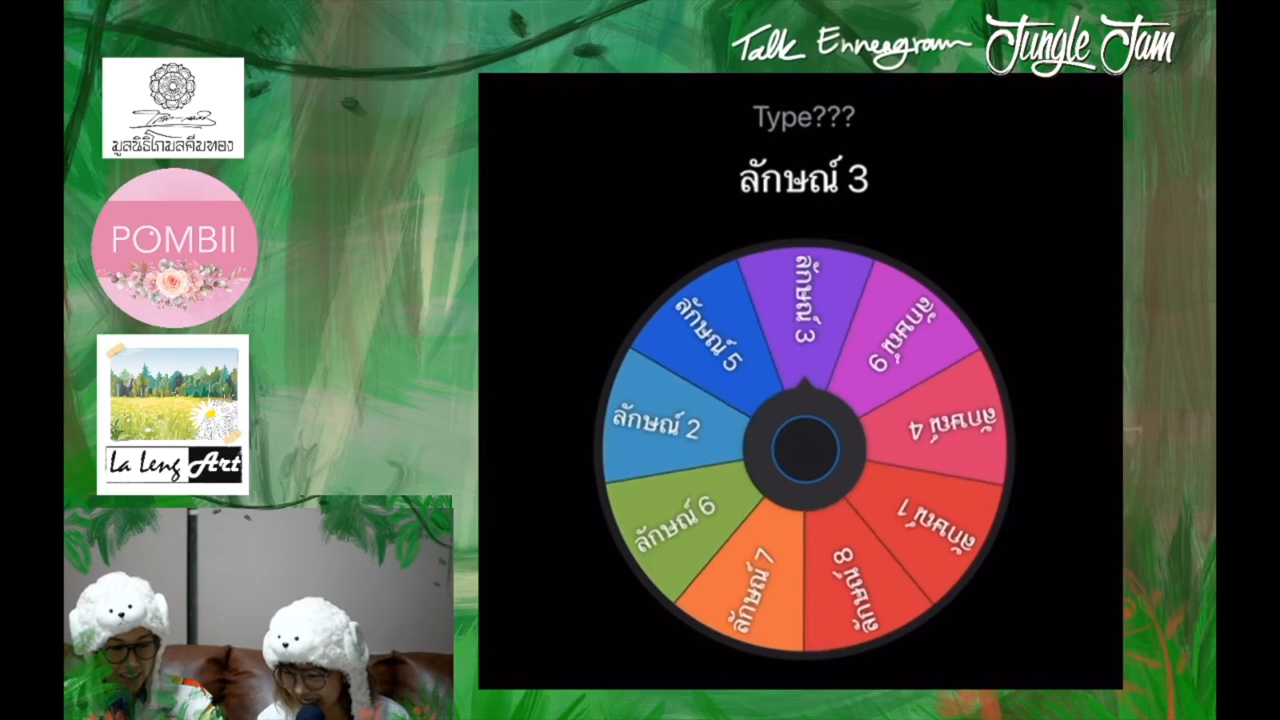 Talk Enneagram Jungle Jam
มูลนิธิโกมลคีมทอง
POMBII
La Leng Art
Type???
ลักษณ์ 3
ลักษณ์ 3
ลักษณ์ 9
ลักษณ์ 4
ลักษณ์ 1
ลักษณ์ 8
ลักษณ์ 7
ลักษณ์ 6
ลักษณ์ 2
ลักษณ์ 5